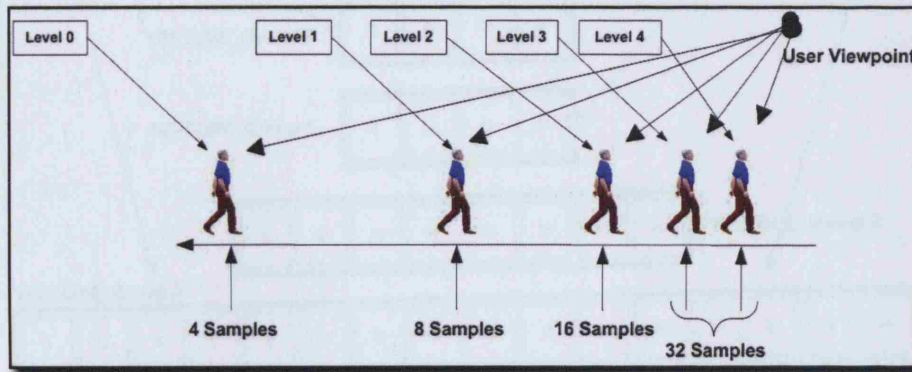 Level 0
Level 1
Level 2
Level 3
Level 4
User Viewpoint
4 Samples
8 Samples
16 Samples
32 Samples